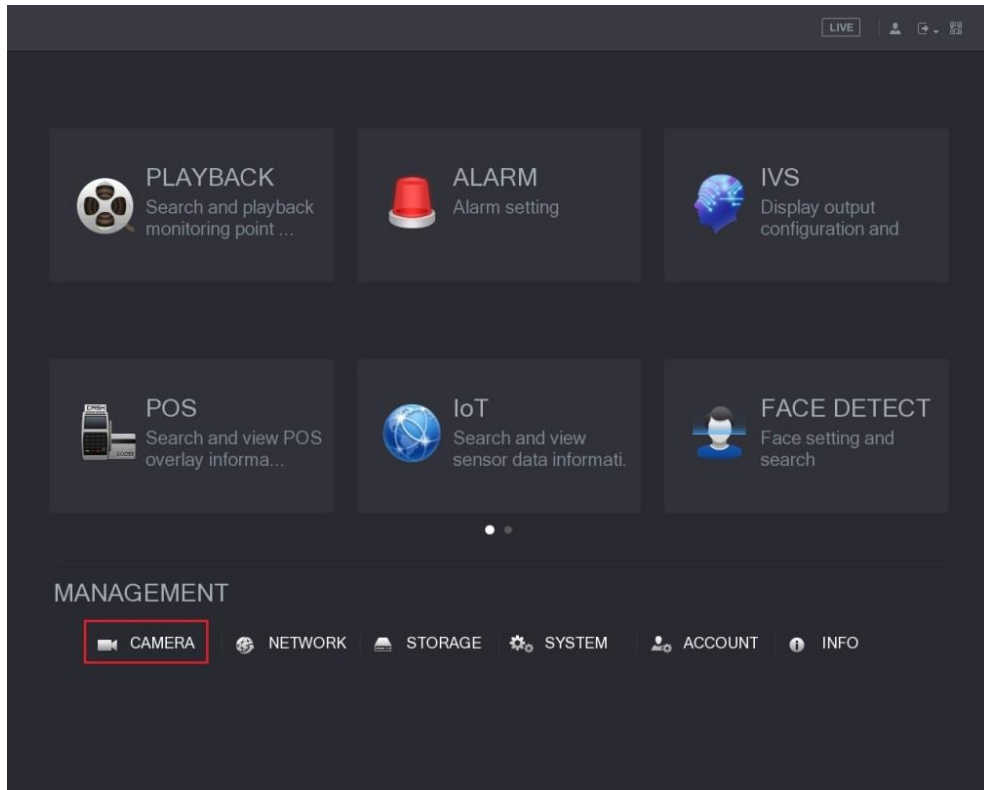 LIVE
PLAYBACK
Search and playback
monitoring point ...
ALARM
Alarm setting
IVS
Display output
configuration and
POS
Search and view POS
overlay informa...
IoT
Search and view
sensor data informati.
FACE DETECT
Face setting and
search
MANAGEMENT
CAMERA NETWORK STORAGE SYSTEM ACCOUNT INFO